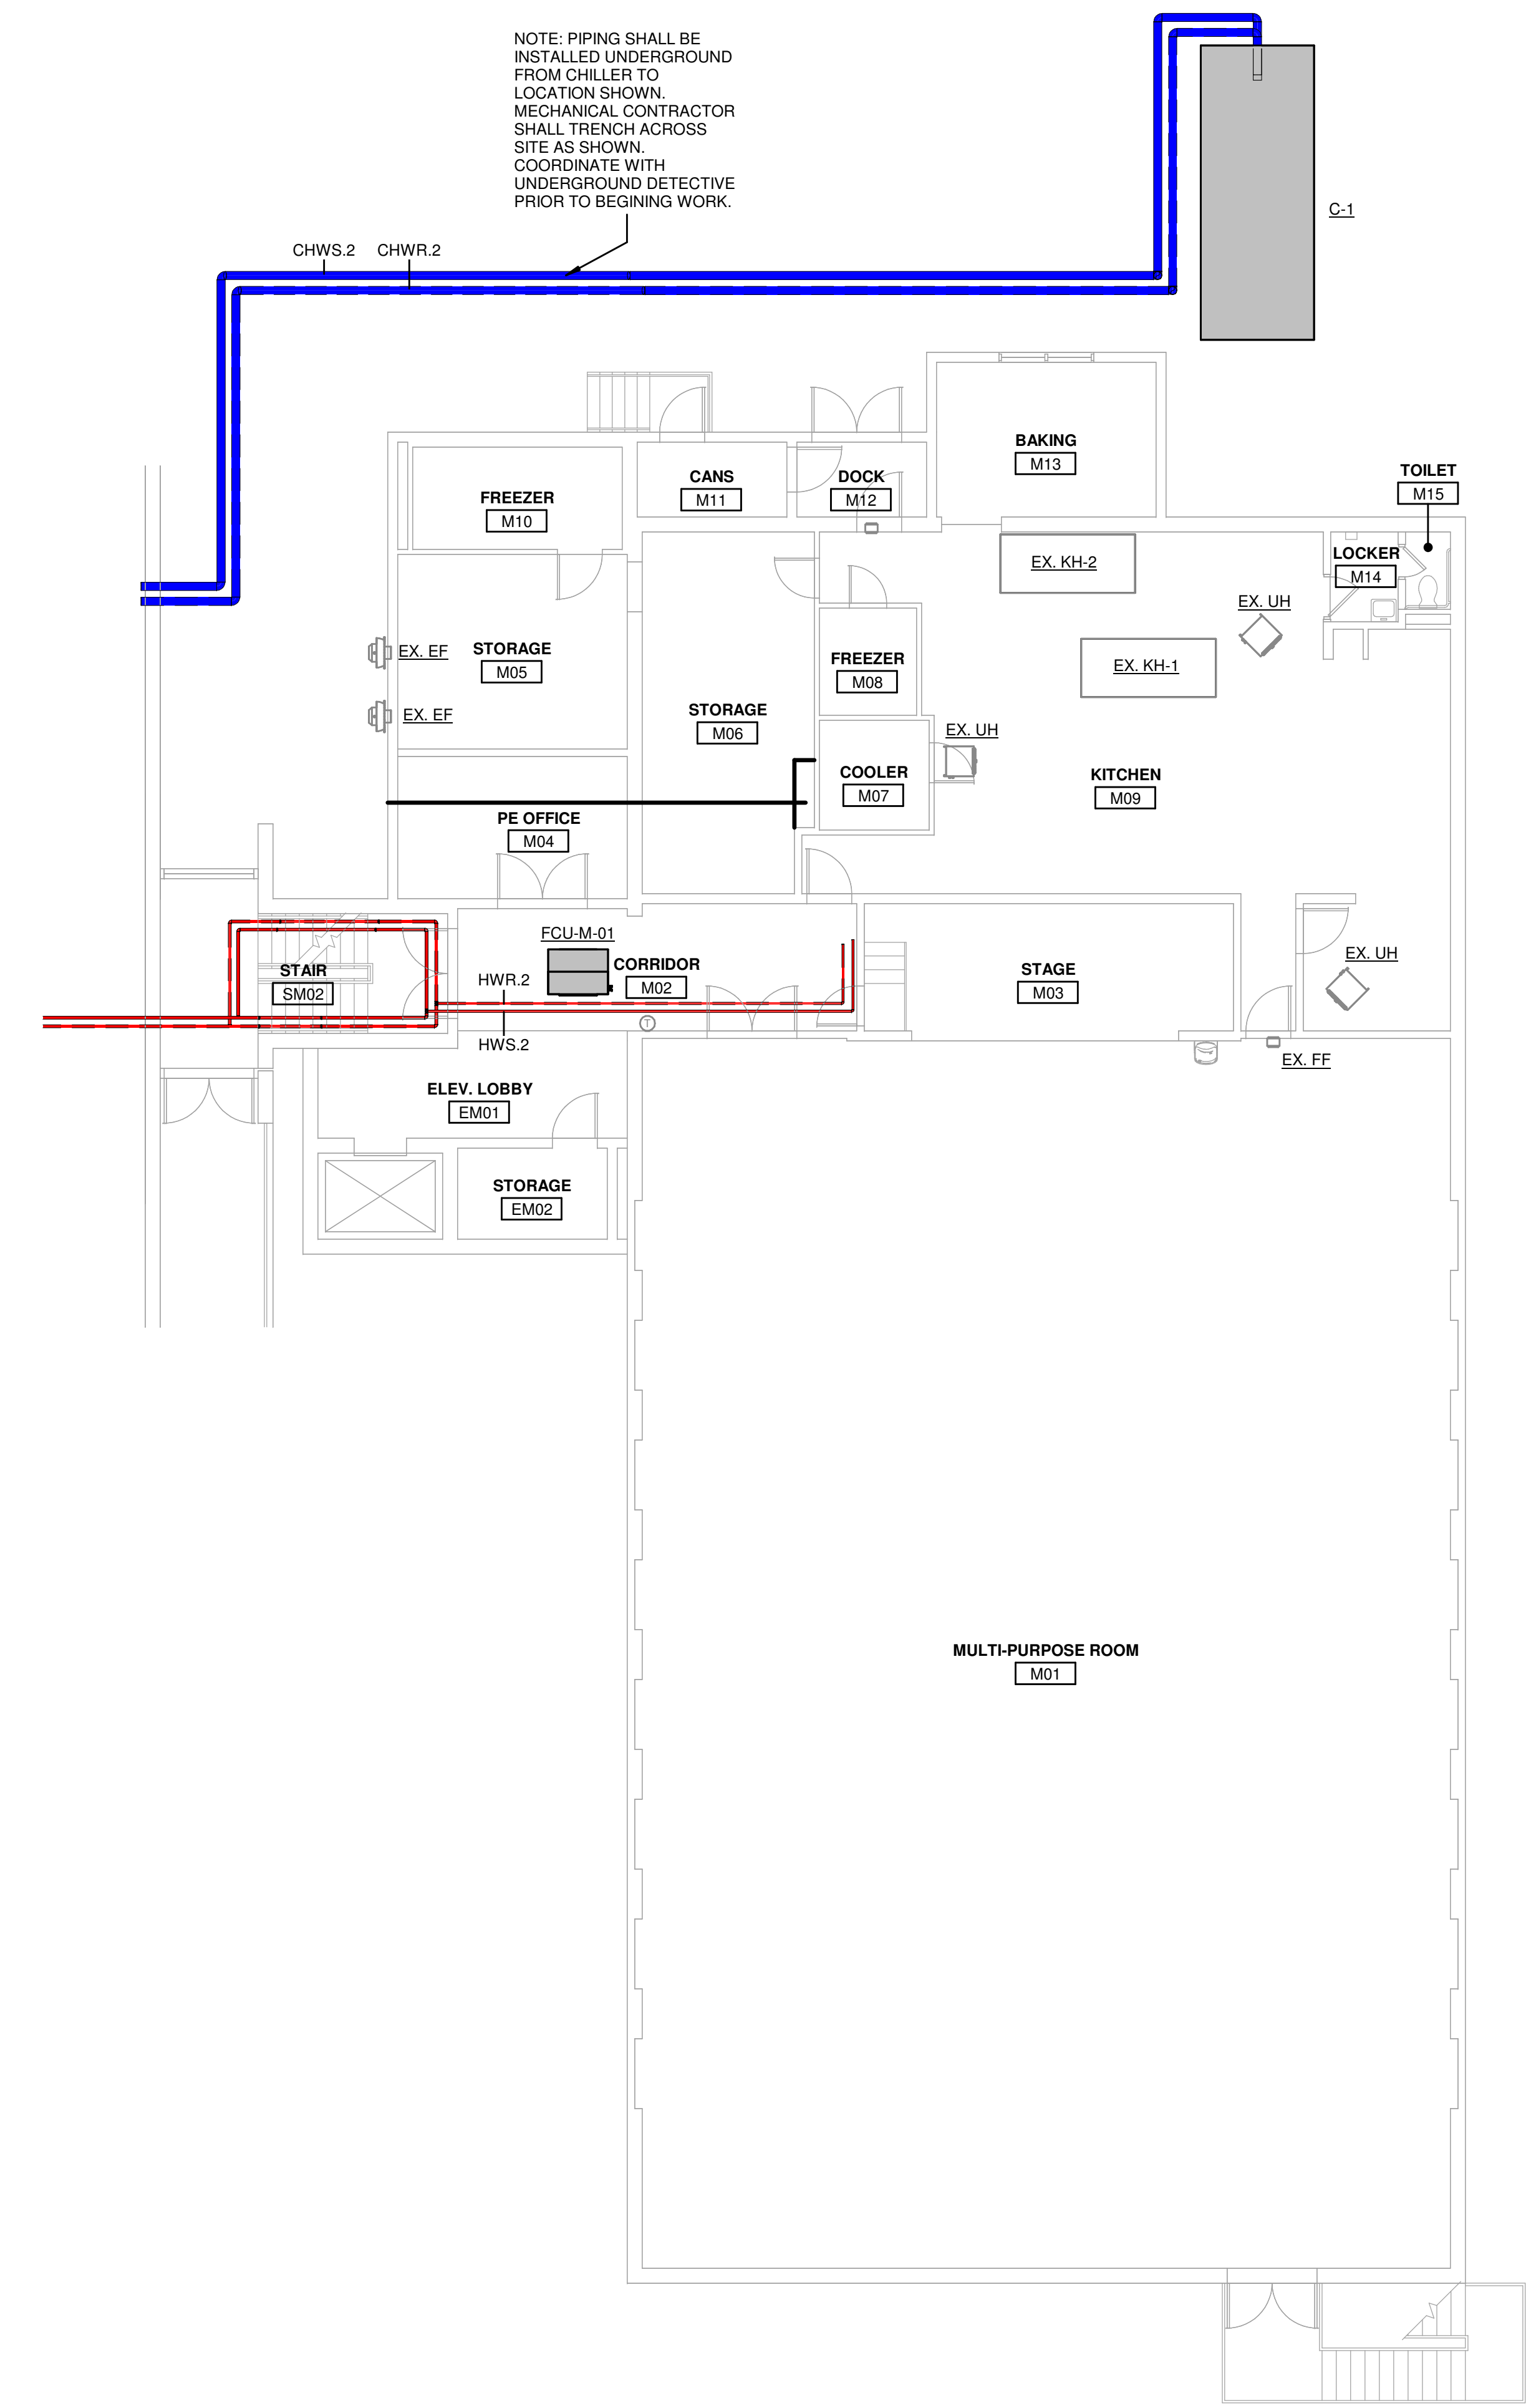 NOTE: PIPING SHALL BE
INSTALLED UNDERGROUND
FROM CHILLER TO
LOCATION SHOWN.
MECHANICAL CONTRACTOR
SHALL TRENCH ACROSS
SITE AS SHOWN.
COORDINATE WITH
UNDERGROUND DETECTIVE
PRIOR TO BEGINING WORK.
C-1
CHWS.2
CHWR.2
BAKING
M13
TOILET
M15
CANS
M11
DOCK
M12
FREEZER
M10
LOCKER
M14
EX. KH-2
EX. UH
EX. EF
STORAGE
M05
FREEZER
M08
EX. KH-1
EX. EF
STORAGE
M06
EX. UH
COOLER
M07
KITCHEN
M09
PE OFFICE
M04
FCU-M-01
CORRIDOR
M02
STAIR
SM02
HWR.2
STAGE
M03
EX. UH
T
HWS.2
EX. FF
ELEV. LOBBY
EM01
STORAGE
EM02
MULTI-PURPOSE ROOM
M01